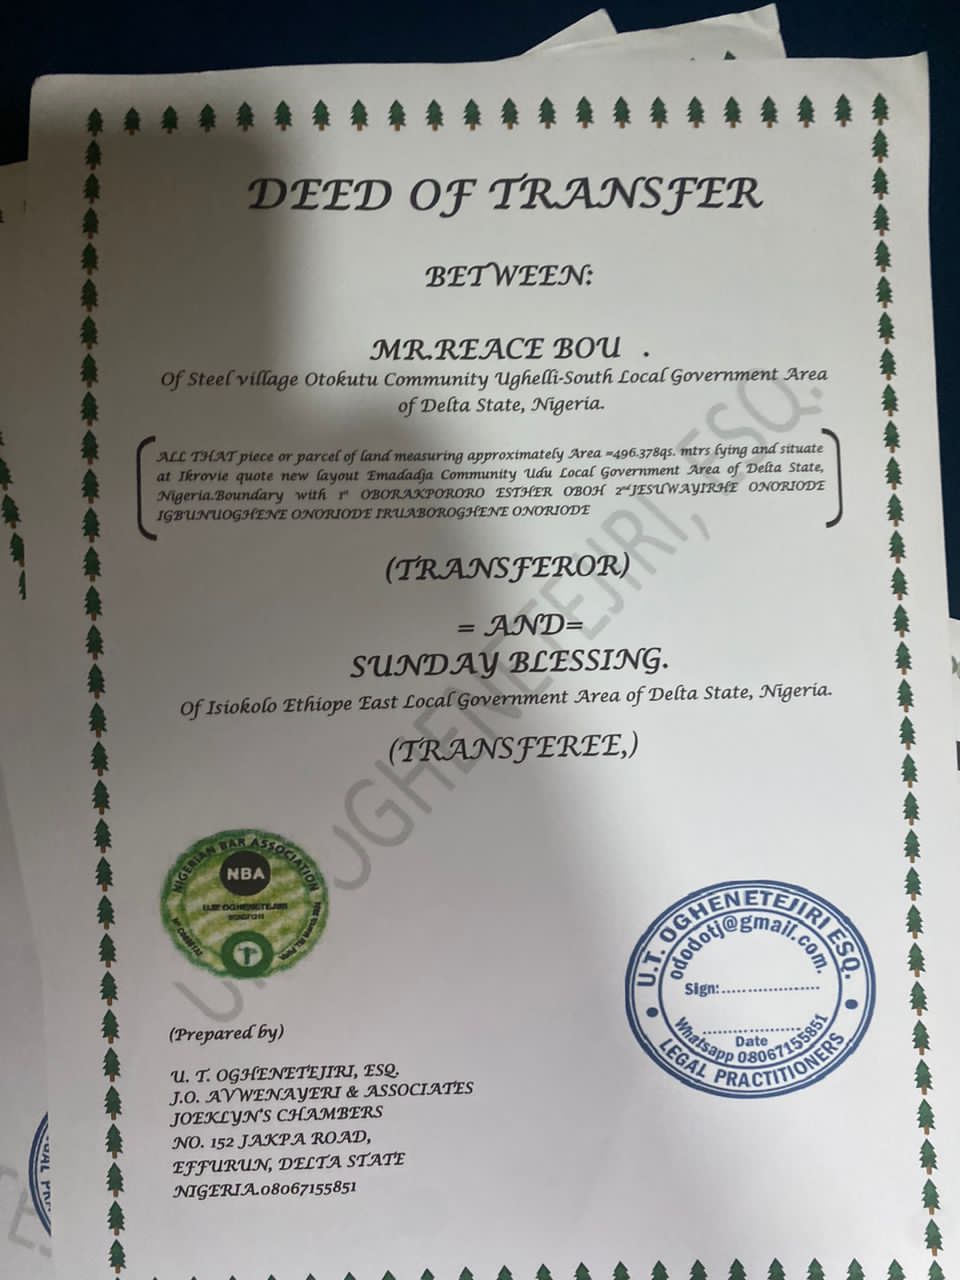 DEED OF TRANSFER
BETWEEN:
MR.REACE BOU .
Of Steel village Otokutu Community Ughelli-South Local Government Area
of Delta State, Nigeria.
ALL THAT piece or parcel of land measuring approximately Area =496.378qs. mtrs lying and situate
at Ikrovie quote new layout Emadadja Community Udu Local Government Area of Delta State,
Nigeria.Boundary with 1st OBORAKPORORO ESTHER OBOH 2nd JESUWAYIRHE ONORIODE
IGBUNUOGHENE ONORIODE IRUABOROGHENE ONORIODE
(TRANSFEROR)
= AND=
SUNDAY BLESSING.
Of Isiokolo Ethiope East Local Government Area of Delta State, Nigeria.
(TRANSFEREE,)
NIGERIAN BAR ASSOCIATION
NBA
OGHENETEJIRI
U.T. OGHENETEJIRI ESQ.
ododotj@gmail.com.
Sign:....................
....................
Date
Whatsapp 08067155851
LEGAL PRACTITIONERS
(Prepared by)
U. T. OGHENETEJIRI, ESQ.
J.O. AVWENAYERI & ASSOCIATES
JOEKLYN'S CHAMBERS
NO. 152 JAKPA ROAD,
EFFURUN, DELTA STATE
NIGERIA.08067155851